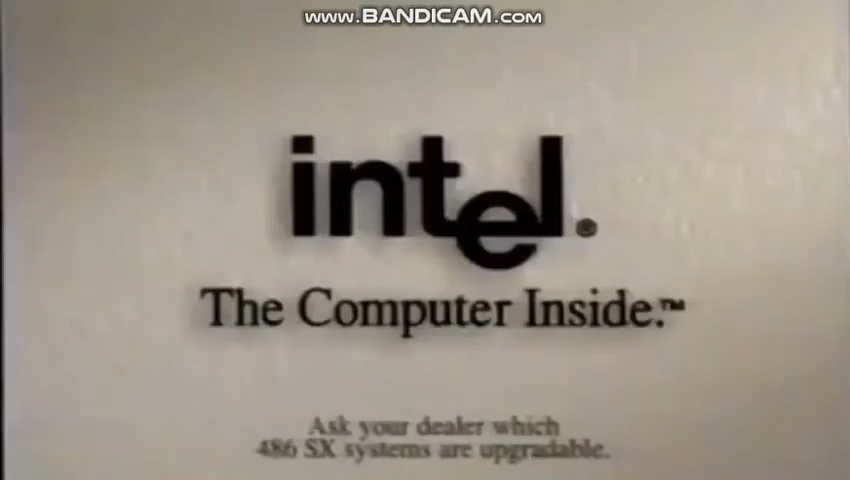 www.BANDICAM.com
intel®
The Computer Inside.™
Ask your dealer which
486 SX systems are upgradable.